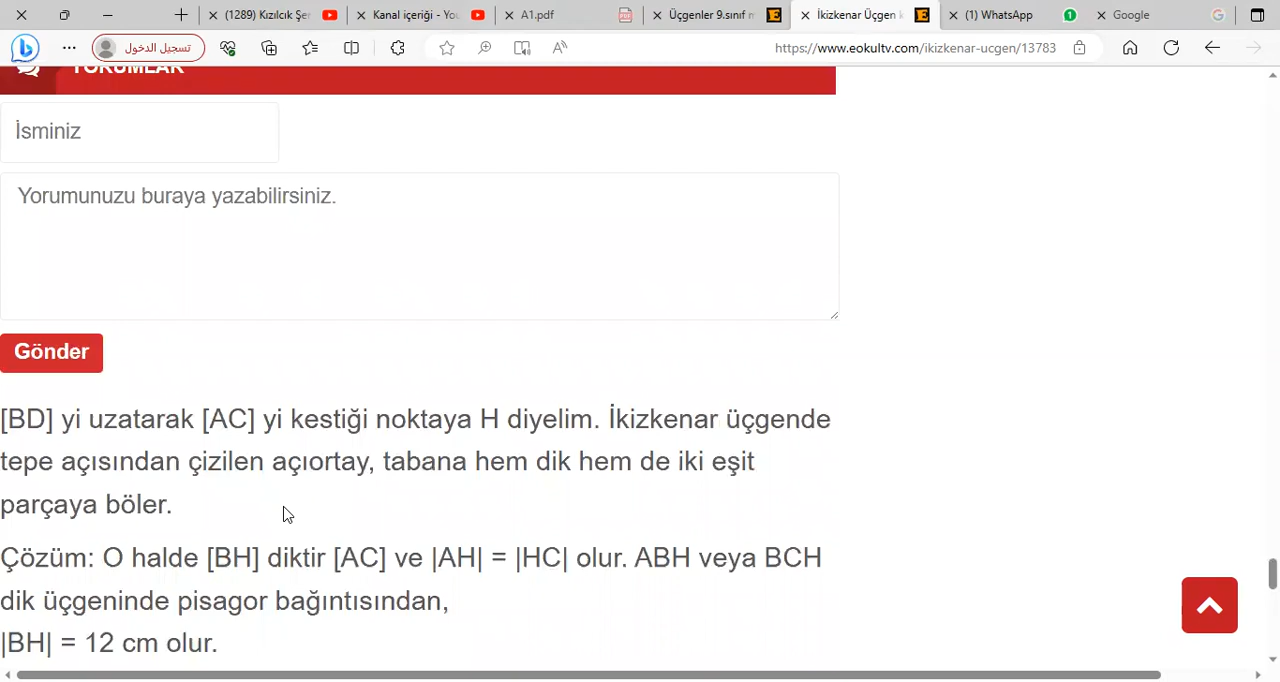 (1289) Kızılcık Şer
Kanal içeriği - You
A1.pdf
Üçgenler 9.sınıf m
İkizkenar Üçgen k
(1) WhatsApp
1
Google
تسجيل الدخول
https://www.eokultv.com/ikizkenar-ucgen/13783
YORUMLAR
İsminiz
Yorumunuzu buraya yazabilirsiniz.
Gönder
[BD] yi uzatarak [AC] yi kestiği noktaya H diyelim. İkizkenar üçgende
tepe açısından çizilen açıortay, tabana hem dik hem de iki eşit
parçaya böler.
Çözüm: O halde [BH] diktir [AC] ve |AH| = |HC| olur. ABH veya BCH
dik üçgeninde pisagor bağıntısından,
|BH| = 12 cm olur.